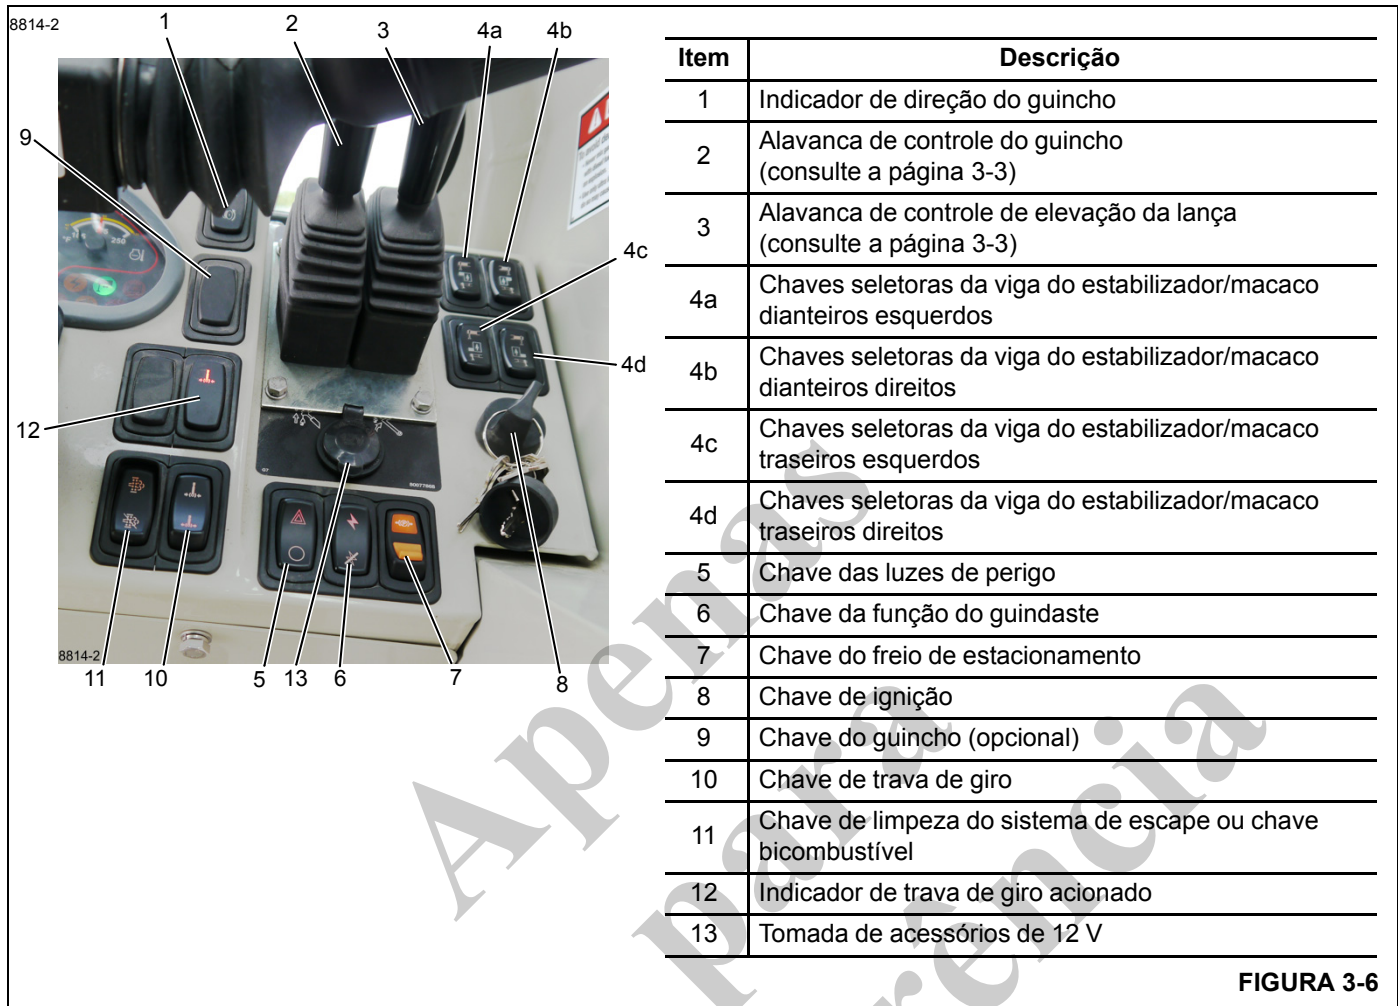 8814-2
1
2
3
4a
4b
9
4c
4d
12
11
10
5
13
6
7
8
8814-2
Item Descrição
1 Indicador de direção do guincho
2 Alavanca de controle do guincho
(consulte a página 3-3)
3 Alavanca de controle de elevação da lança
(consulte a página 3-3)
4a Chaves seletoras da viga do estabilizador/macaco
dianteiros esquerdos
4b Chaves seletoras da viga do estabilizador/macaco
dianteiros direitos
4c Chaves seletoras da viga do estabilizador/macaco
traseiros esquerdos
4d Chaves seletoras da viga do estabilizador/macaco
traseiros direitos
5 Chave das luzes de perigo
6 Chave da função do guindaste
7 Chave do freio de estacionamento
8 Chave de ignição
9 Chave do guincho (opcional)
10 Chave de trava de giro
11 Chave de limpeza do sistema de escape ou chave
bicombustível
12 Indicador de trava de giro acionado
13 Tomada de acessórios de 12 V
FIGURA 3-6
Apenas
para